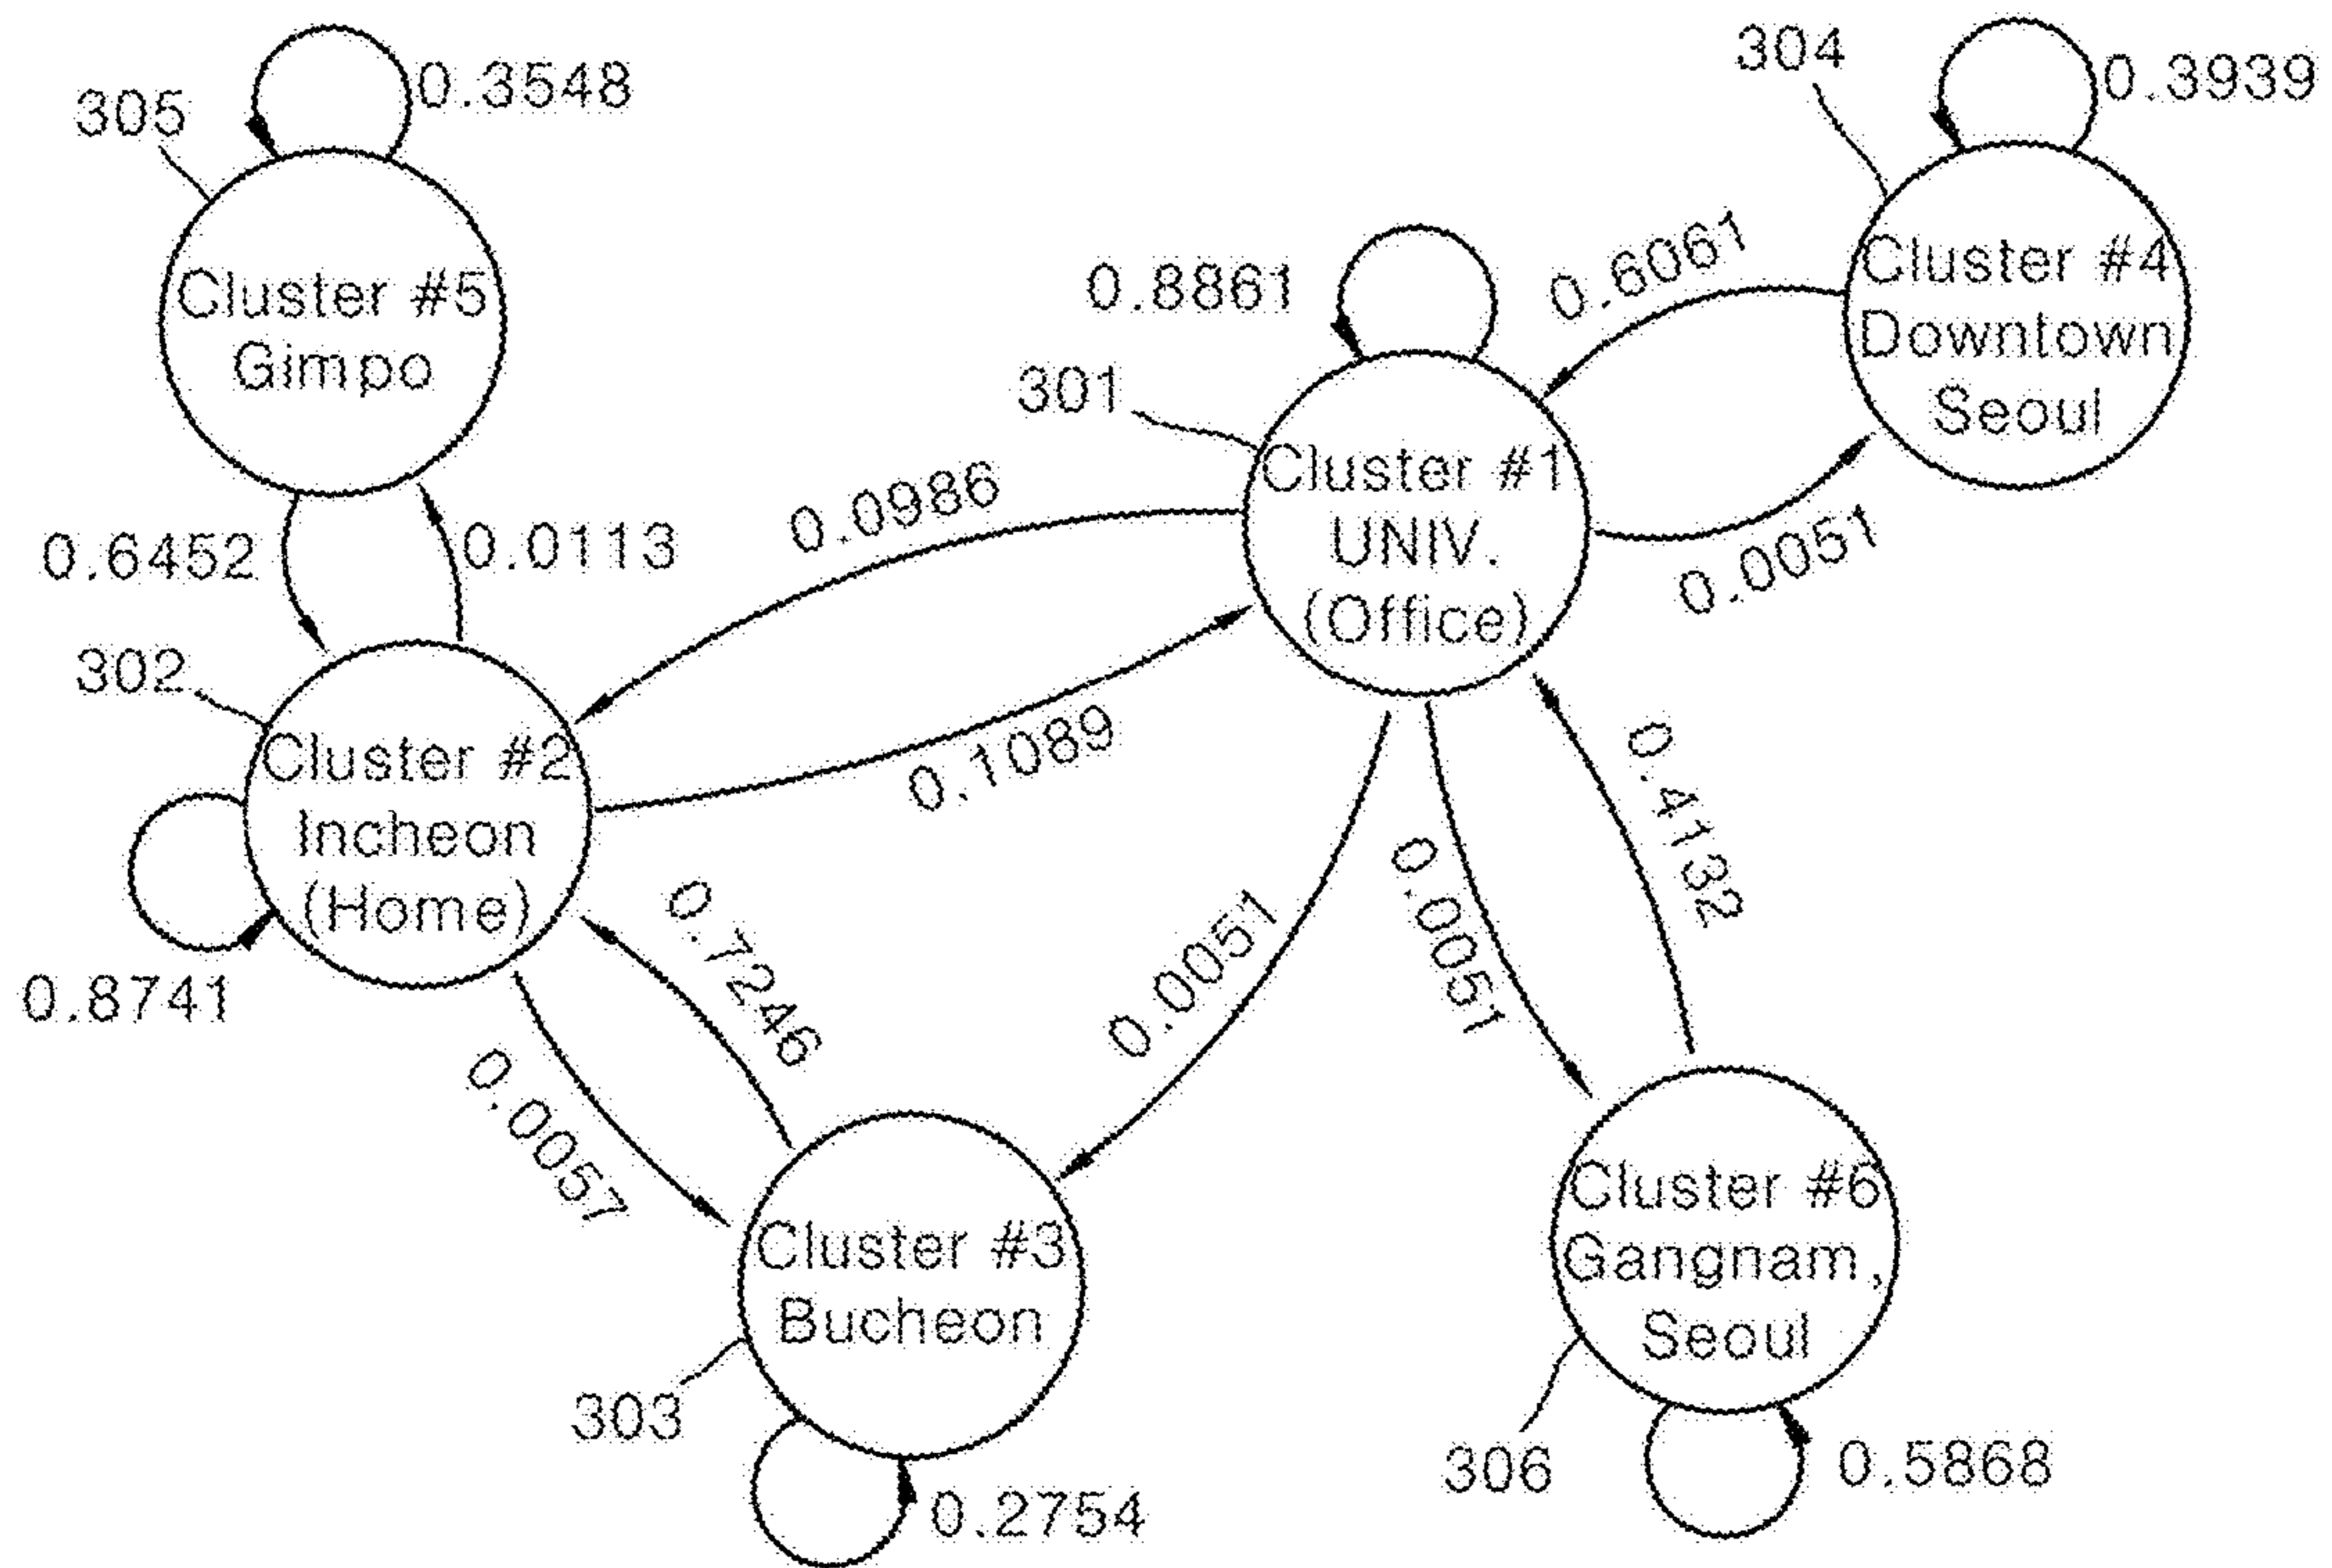 305
0.3548
304
0.3939
Cluster #5
Gimpo
0.8861
0.6061
Cluster #4
Downtown
Seoul
301
Cluster #1
UNIV.
(Office)
0.0986
0.0051
0.6452
0.0113
302
Cluster #2
Incheon
(Home)
0.1089
0.4132
0.8741
0.7246
0.0051
0.0051
0.0057
Cluster #3
Bucheon
Cluster #6
Gangnam,
Seoul
303
0.2754
306
0.5868